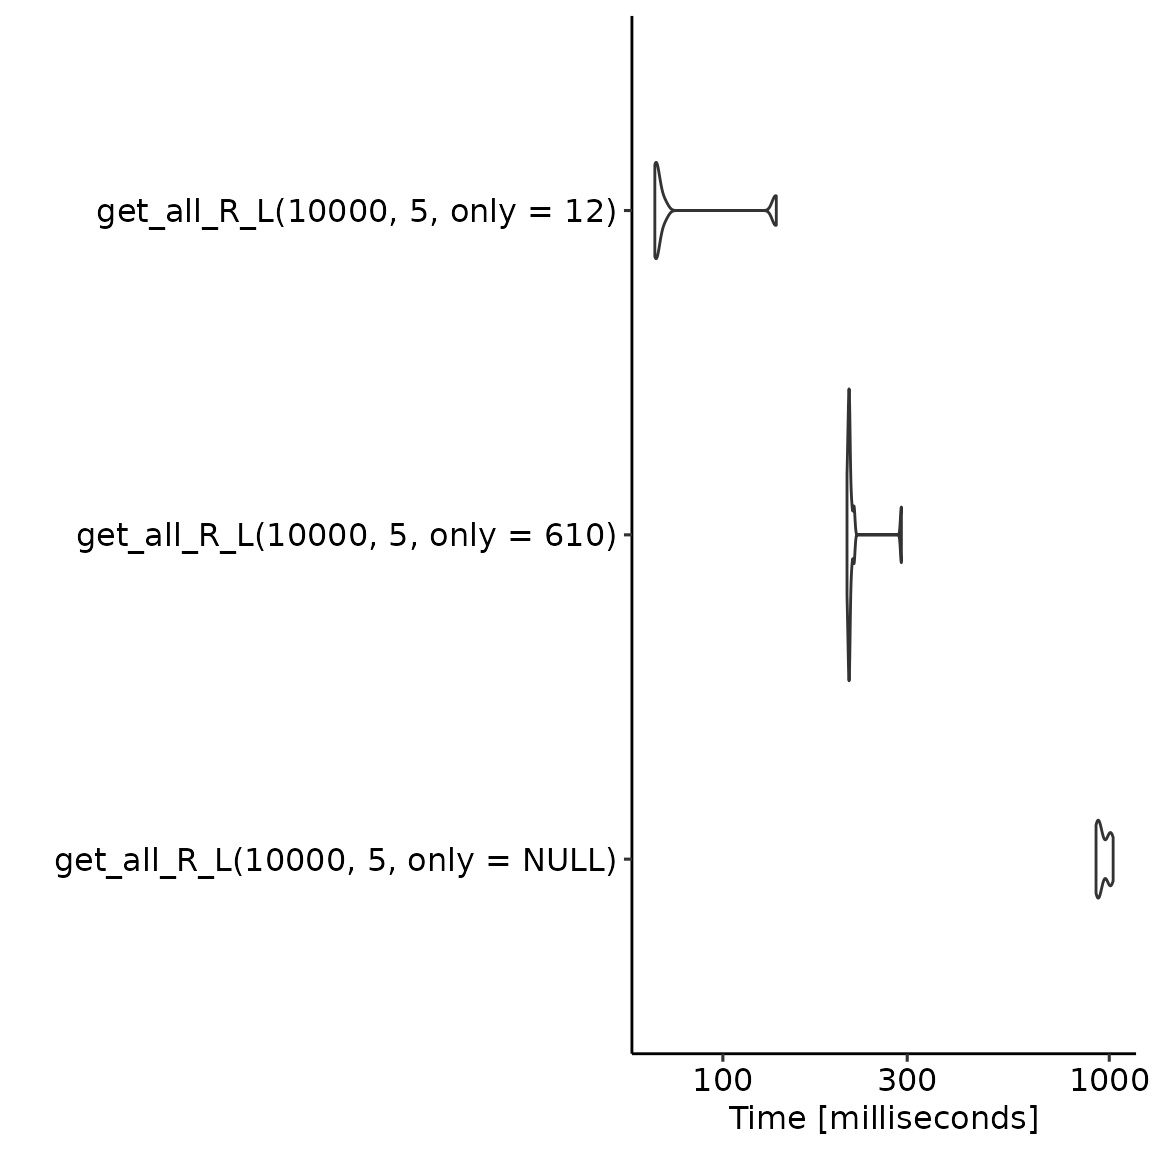 get_all_R_L(10000, 5, only = 12)
get_all_R_L(10000, 5, only = 610)
get_all_R_L(10000, 5, only = NULL)
100 300 1000
Time [milliseconds]